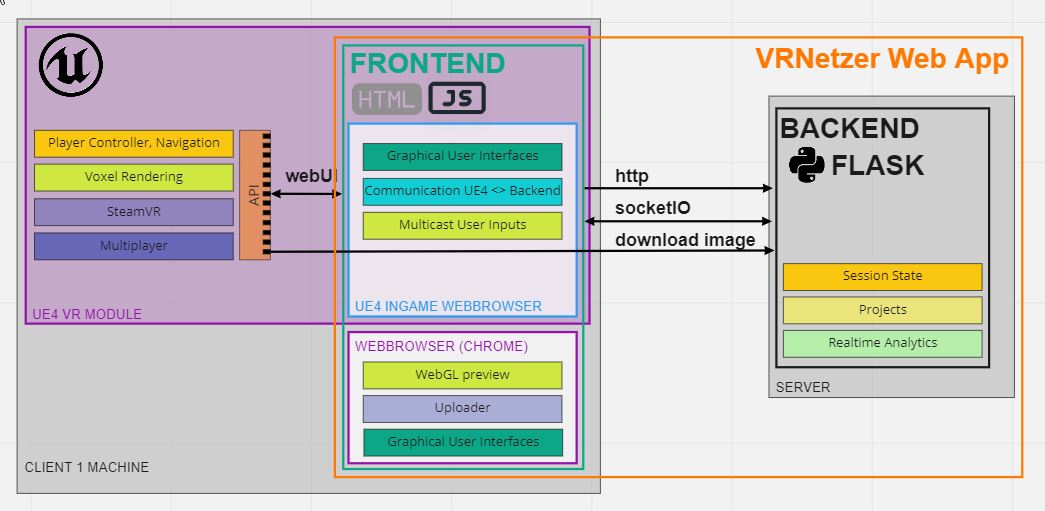 VRNetzer Web App
FRONTEND
HTML
JS
BACKEND
FLASK
Player Controller, Navigation
Voxel Rendering
SteamVR
Multiplayer
API
webUI
Graphical User Interfaces
Communication UE4 <> Backend
Multicast User Inputs
http
socketIO
download image
Session State
Projects
Realtime Analytics
UE4 VR MODULE
UE4 INGAME WEBBROWSER
WEBBROWSER (CHROME)
WebGL preview
Uploader
Graphical User Interfaces
SERVER
CLIENT 1 MACHINE